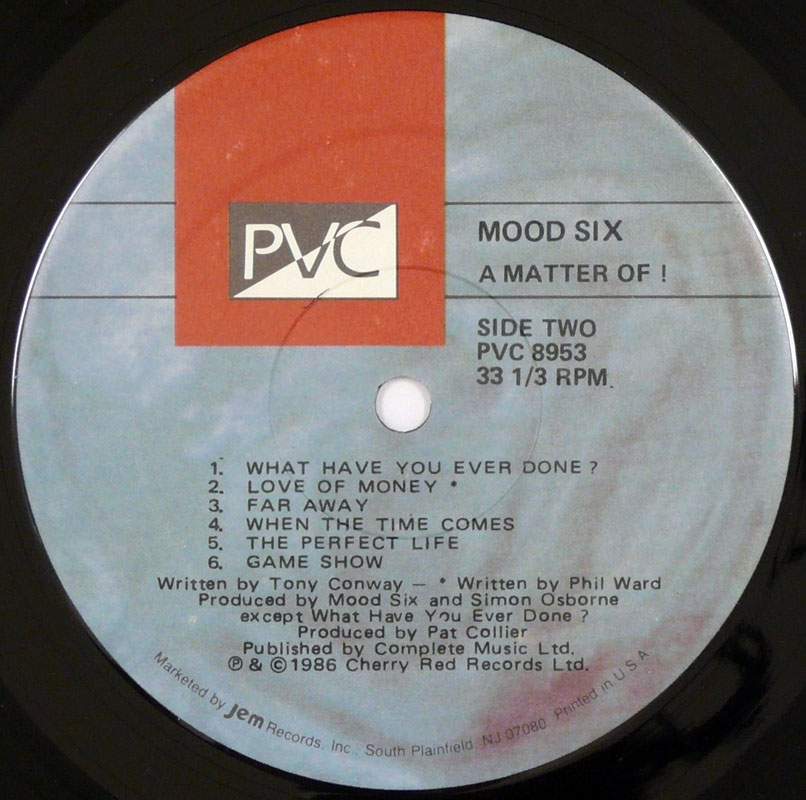 PVC
MOOD SIX
A MATTER OF !
SIDE TWO
PVC 8953
33 1/3 RPM.
1. WHAT HAVE YOU EVER DONE ?
2. LOVE OF MONEY *
3. FAR AWAY
4. WHEN THE TIME COMES
5. THE PERFECT LIFE
6. GAME SHOW
Written by Tony Conway – * Written by Phil Ward
Produced by Mood Six and Simon Osborne
except What Have You Ever Done ?
Produced by Pat Collier
Published by Complete Music Ltd.
℗ & ©1986 Cherry Red Records Ltd.
Marketed by Jem Records, Inc., South Plainfield, NJ 07080 Printed in U S A